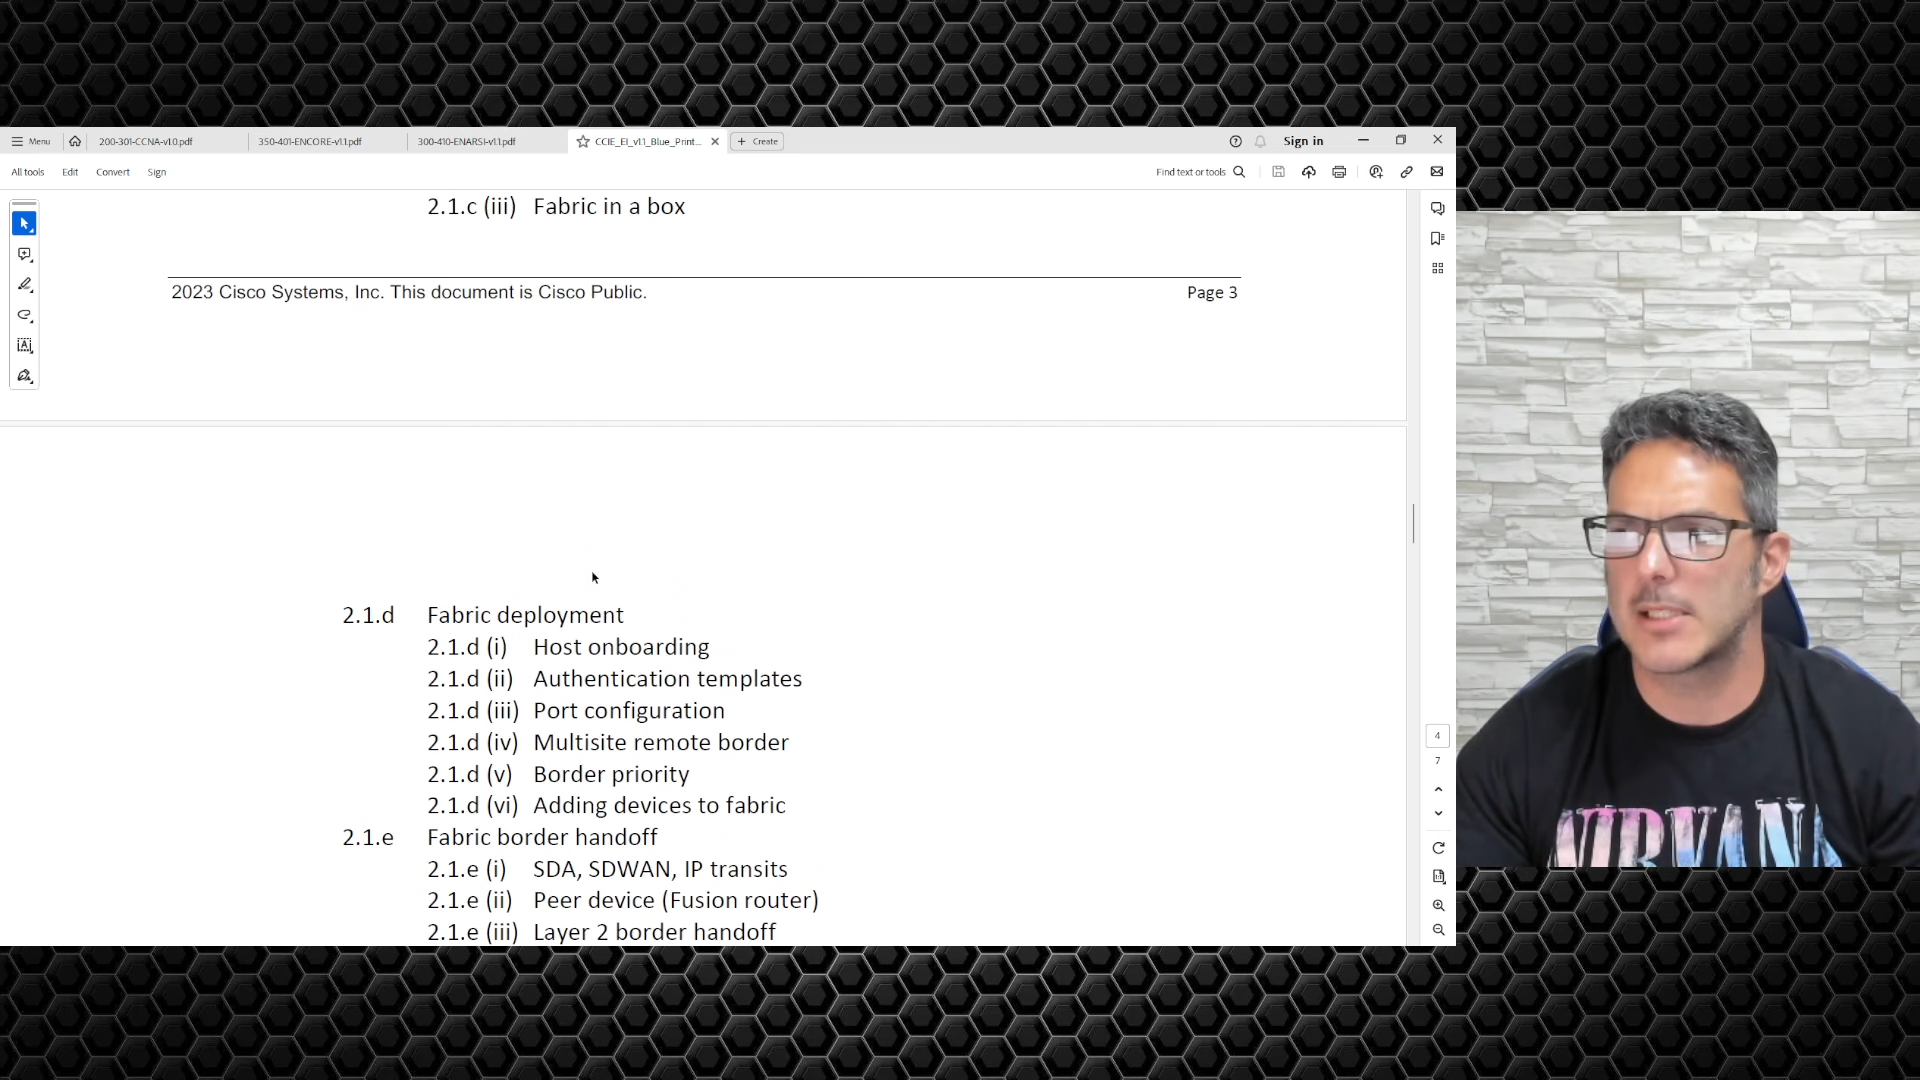 Menu
200-301-CCNA-v1.0.pdf
350-401-ENCORE-v1.1.pdf
300-410-ENARSI-v1.1.pdf
CCIE_EI_v1.1_Blue_Print...
+ Create
Sign in
All tools
Edit
Convert
Sign
Find text or tools
2.1.c (iii) Fabric in a box
2023 Cisco Systems, Inc. This document is Cisco Public.
Page 3
2.1.d Fabric deployment
2.1.d (i) Host onboarding
2.1.d (ii) Authentication templates
2.1.d (iii) Port configuration
2.1.d (iv) Multisite remote border
2.1.d (v) Border priority
2.1.d (vi) Adding devices to fabric
2.1.e Fabric border handoff
2.1.e (i) SDA, SDWAN, IP transits
2.1.e (ii) Peer device (Fusion router)
2.1.e (iii) Layer 2 border handoff
4
7
NIRVANA